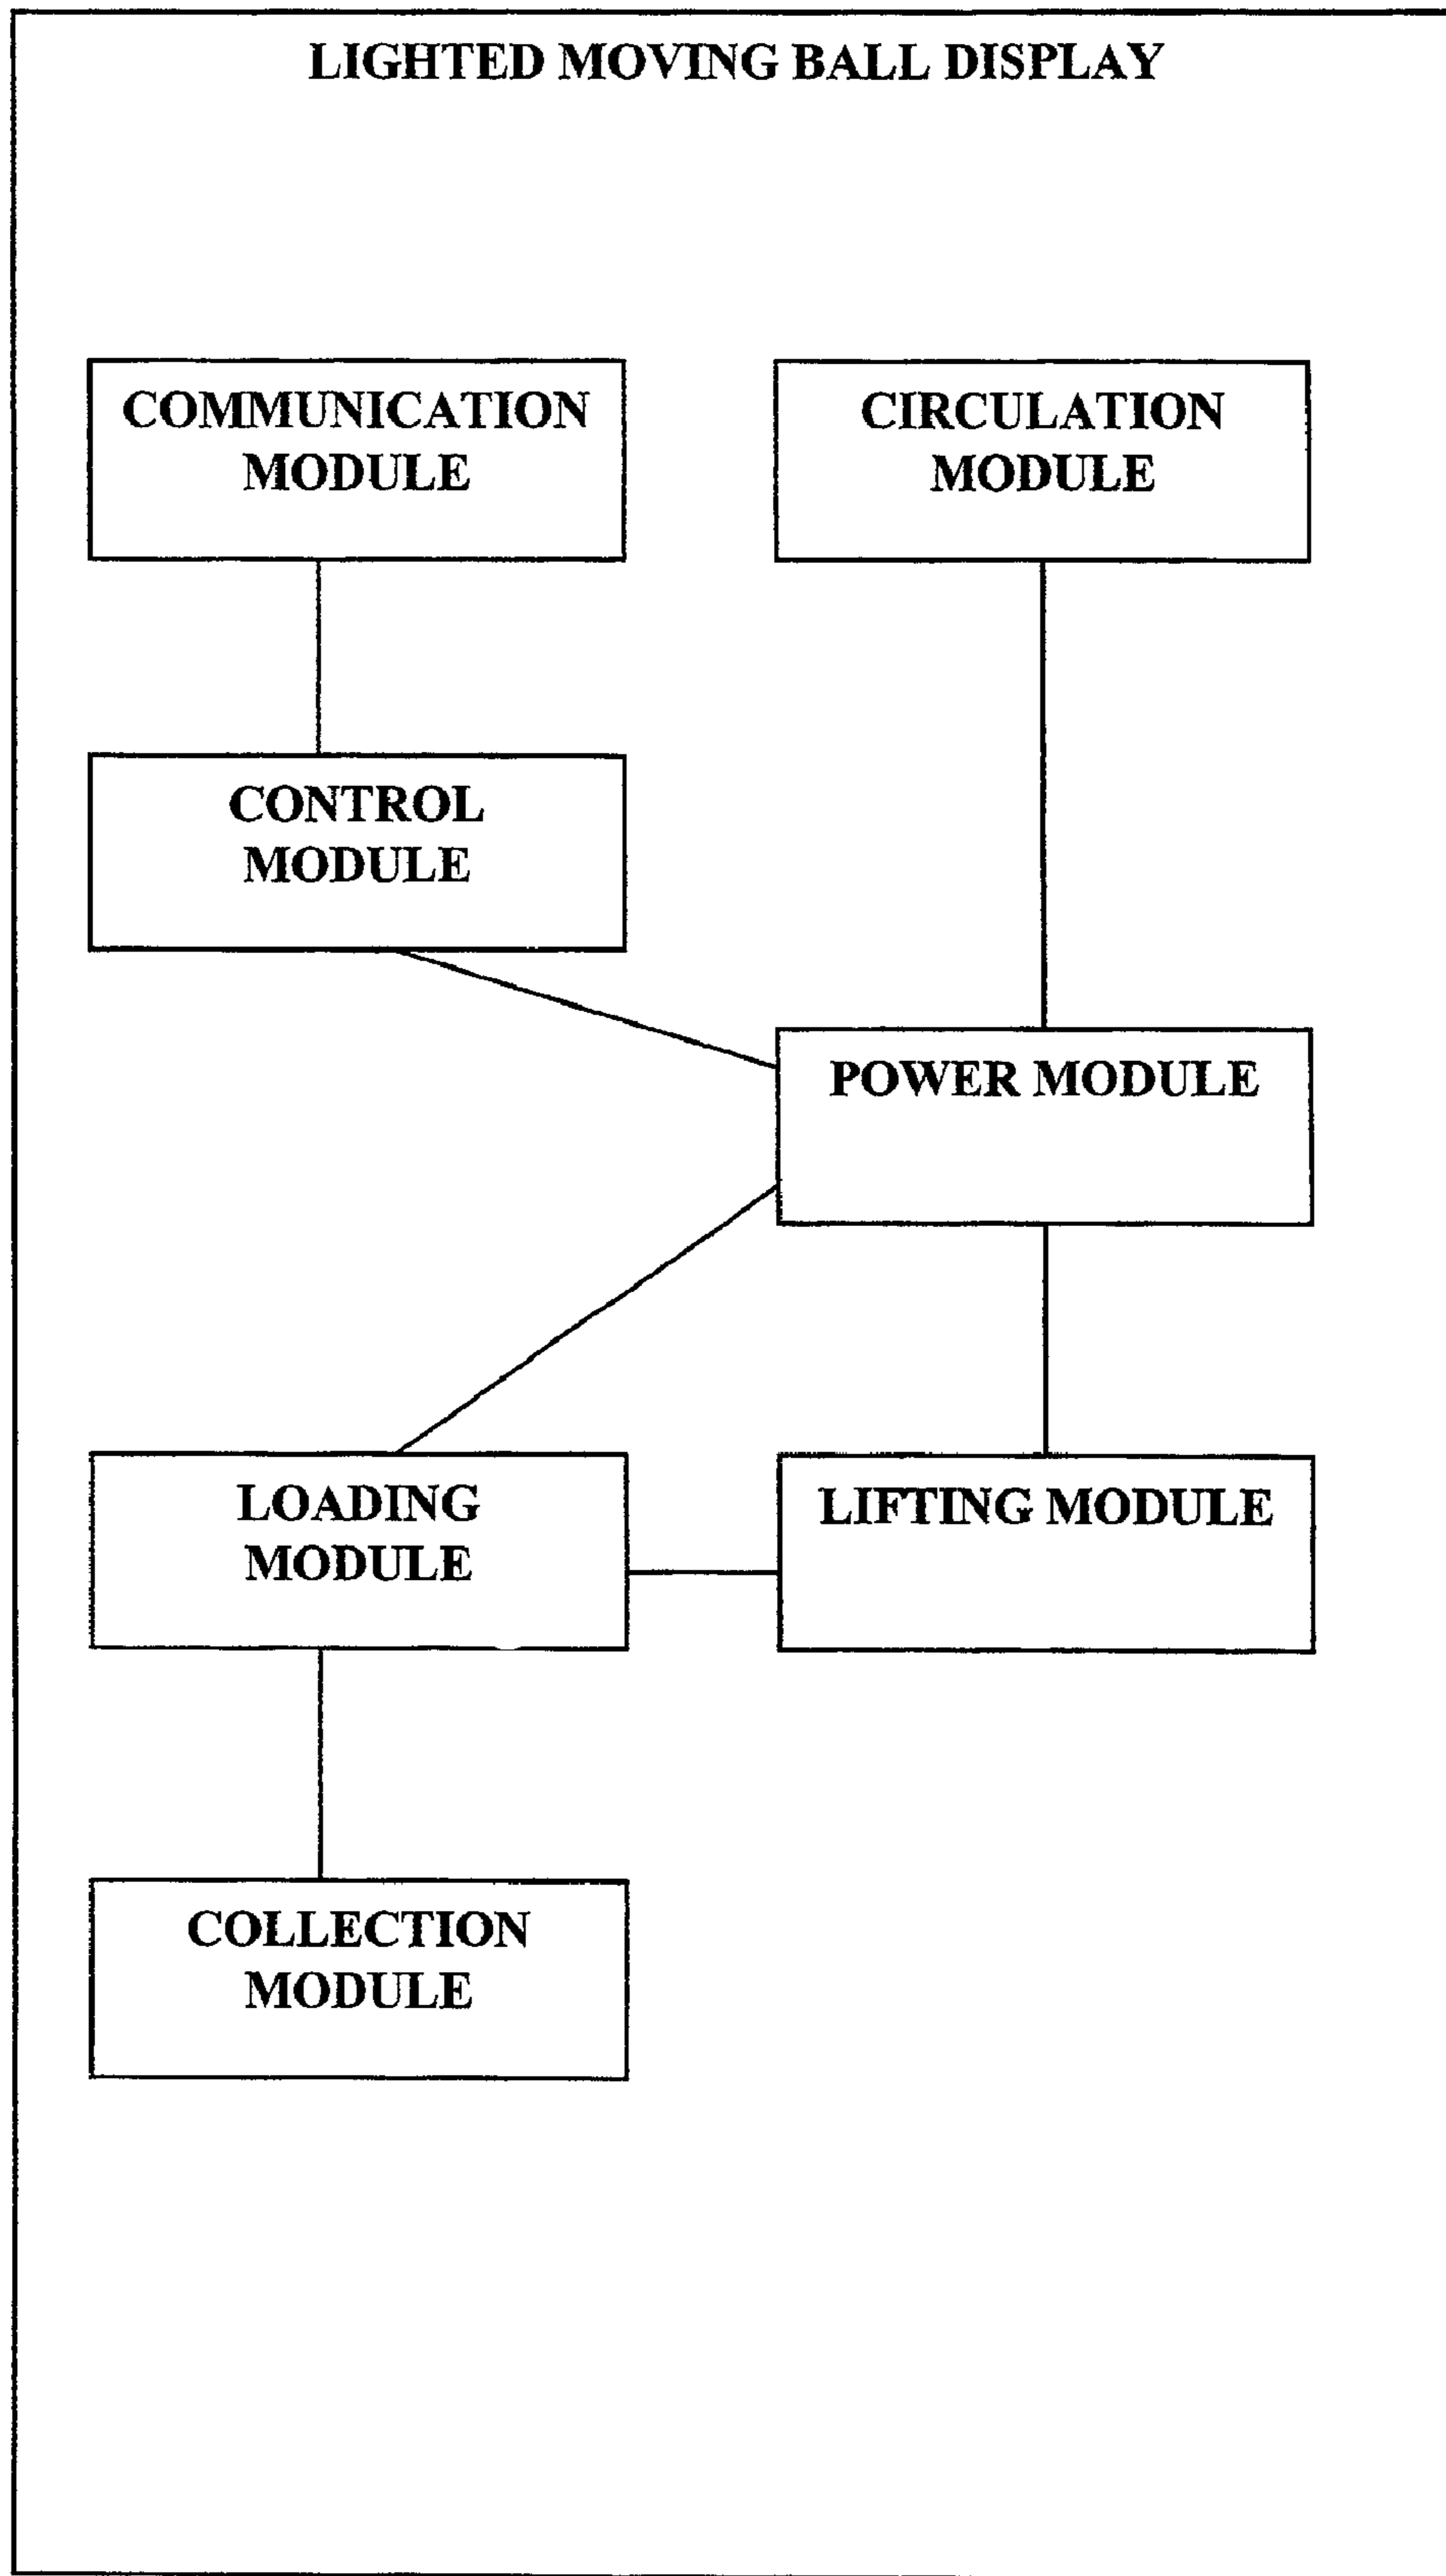 LIGHTED MOVING BALL DISPLAY
COMMUNICATION
MODULE
CIRCULATION
MODULE
CONTROL
MODULE
POWER MODULE
LOADING
MODULE
LIFTING MODULE
COLLECTION
MODULE